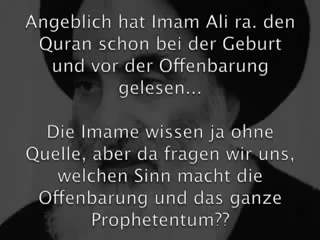 Angeblich hat Imam Ali ra. den
Quran schon bei der Geburt
und vor der Offenbarung
gelesen...
Die Imame wissen ja ohne
Quelle, aber da fragen wir uns,
welchen Sinn macht die
Offenbarung und das ganze
Prophetentum??